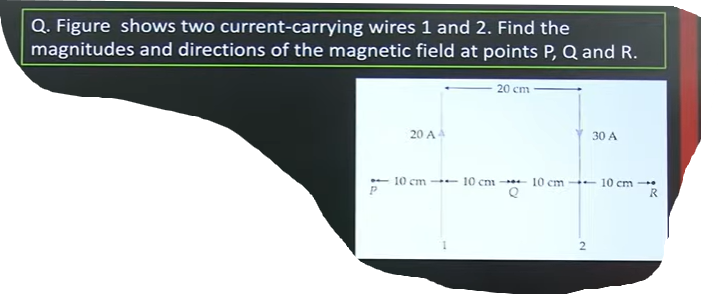 Q. Figure shows two current-carrying wires 1 and 2. Find the
magnitudes and directions of the magnetic field at points P, Q and R.
20 cm
20 A
30 A
10 cm
10 cm
10 cm
10 cm
P
Q
R
1
2